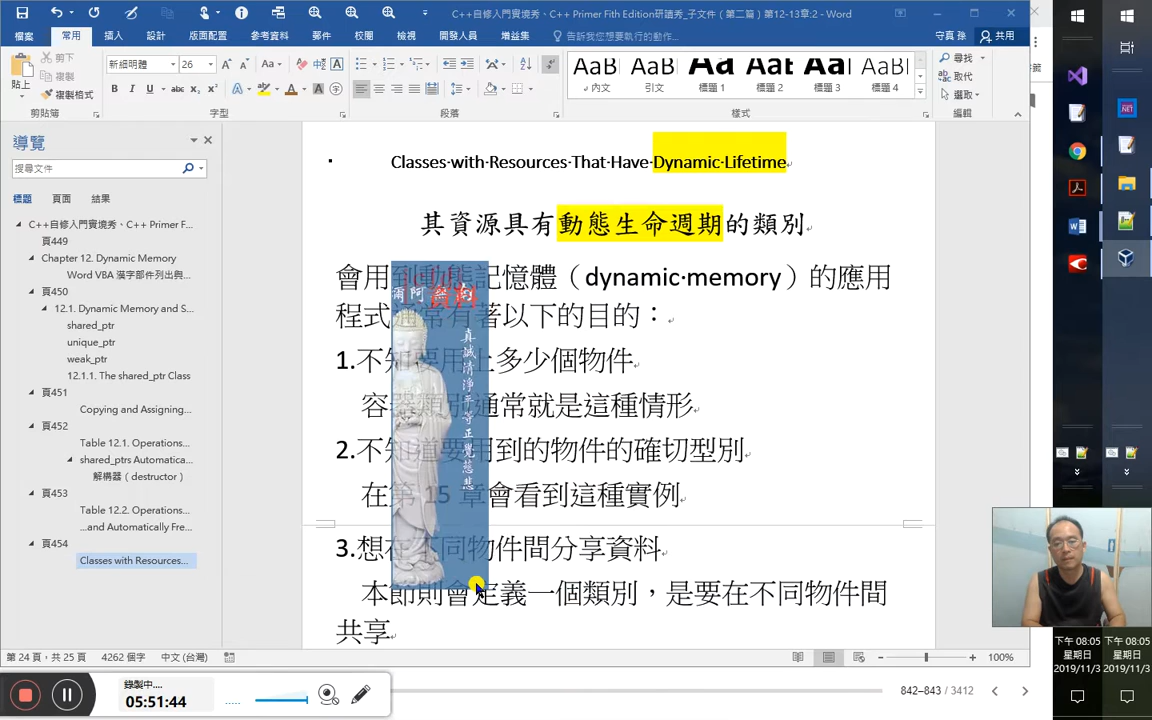 C++自修入門實境秀、C++ Primer Fith Edition研讀秀_子文件（第二篇）第12-13章:2 - Word
檔案 常用 插入 設計 版面配置 參考資料 郵件 校閱 檢視 開發人員 增益集 告訴我您想要執行的動作... 守真 孫 共用
貼上 剪下 複製 複製格式 剪貼簿
新細明體 26 字型
段落
AaB AaB Aa AaB AaB AaB(
內文 引文 標題 1 標題 2 標題 3 標題 4 樣式
尋找 取代 選取 編輯
導覽
搜尋文件
標題 頁面 結果
C++自修入門實境秀、C++ Primer F...
頁449
Chapter 12. Dynamic Memory
Word VBA 漢字部件列出與...
頁450
12.1. Dynamic Memory and S...
shared_ptr
unique_ptr
weak_ptr
12.1.1. The shared_ptr Class
頁451
Copying and Assigning...
頁452
Table 12.1. Operations...
shared_ptrs Automatica...
解構器（destructor）
頁453
Table 12.2. Operations...
...and Automatically Fre...
頁454
Classes with Resources...
Classes with Resources That Have Dynamic Lifetime
其資源具有動態生命週期的類別
會用到動態記憶體（dynamic memory）的應用
程式通常有著以下的目的：
1.不知要用上多少個物件
容器類別通常就是這種情形
2.不知道要用到的物件的確切型別
在第 15 章會看到這種實例
3.想在不同物件間分享資料
本節則會定義一個類別，是要在不同物件間
共享
真誠清淨平等正覺慈悲
第 24 頁，共 25 頁 4262 個字 中文 (台灣) 100%
錄製中....
05:51:44
842–843 / 3412
下午 08:05 下午 08:05
星期日 星期日
2019/11/3 2019/11/3